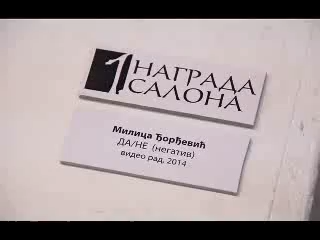 1 НАГРАДА
САЛОНА
Милица Ђорђевић
ДА/НЕ (негатив)
видео рад, 2014